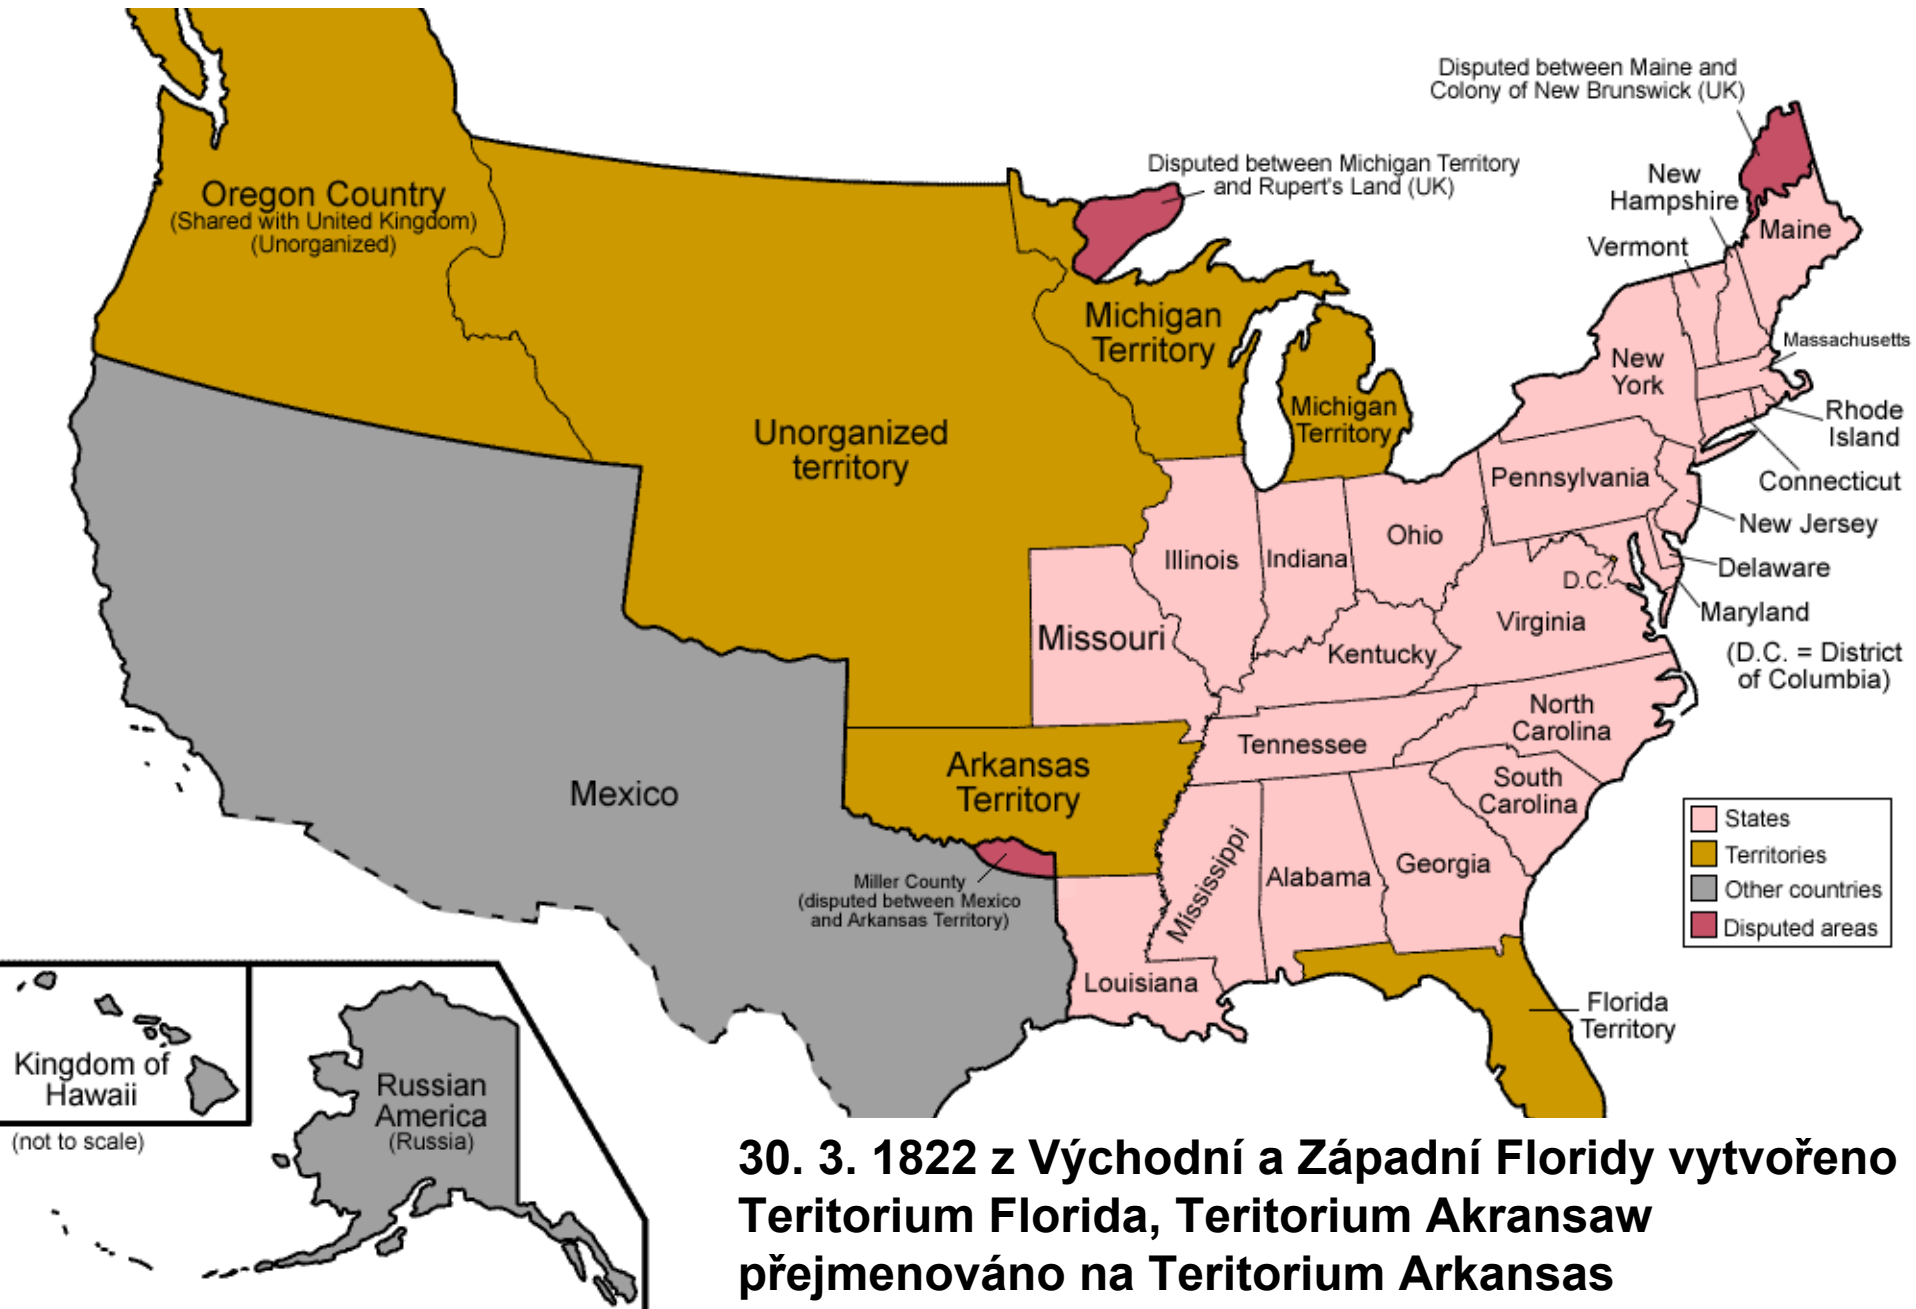 Disputed between Maine and
Colony of New Brunswick (UK)
Disputed between Michigan Territory
and Rupert's Land (UK)
New
Hampshire
Vermont
Maine
Oregon Country
(Shared with United Kingdom)
(Unorganized)
Michigan
Territory
Michigan
Territory
Unorganized
territory
New
York
Massachusetts
Rhode
Island
Connecticut
Pennsylvania
New Jersey
Delaware
Maryland
(D.C. = District
of Columbia)
D.C.
Ohio
Indiana
Illinois
Missouri
Kentucky
Virginia
North
Carolina
Tennessee
South
Carolina
Arkansas
Territory
Mexico
Miller County
(disputed between Mexico
and Arkansas Territory)
Mississippi
Alabama
Georgia
Louisiana
Florida
Territory
States
Territories
Other countries
Disputed areas
Kingdom of
Hawaii
(not to scale)
Russian
America
(Russia)
30. 3. 1822 z Východní a Západní Floridy vytvořeno
Teritorium Florida, Teritorium Akransaw
přejmenováno na Teritorium Arkansas